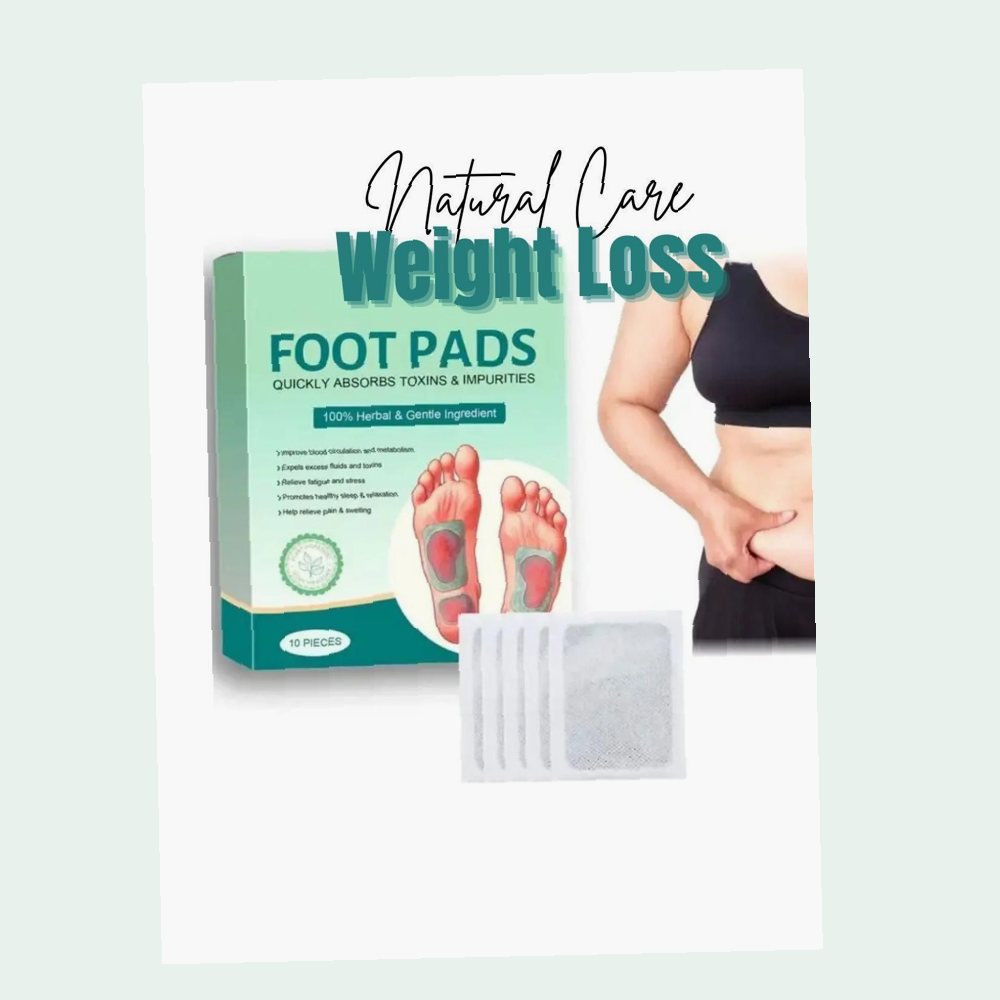 Natural Care
Weight Loss
FOOT PADS
QUICKLY ABSORBS TOXINS & IMPURITIES
100% Herbal & Gentle Ingredient
Improve blood circulation and metabolism.
Expels excess fluids and toxins
Relieve fatigue and stress
Promotes healthy sleep & relaxation.
Help relieve pain & swelling
10 PIECES